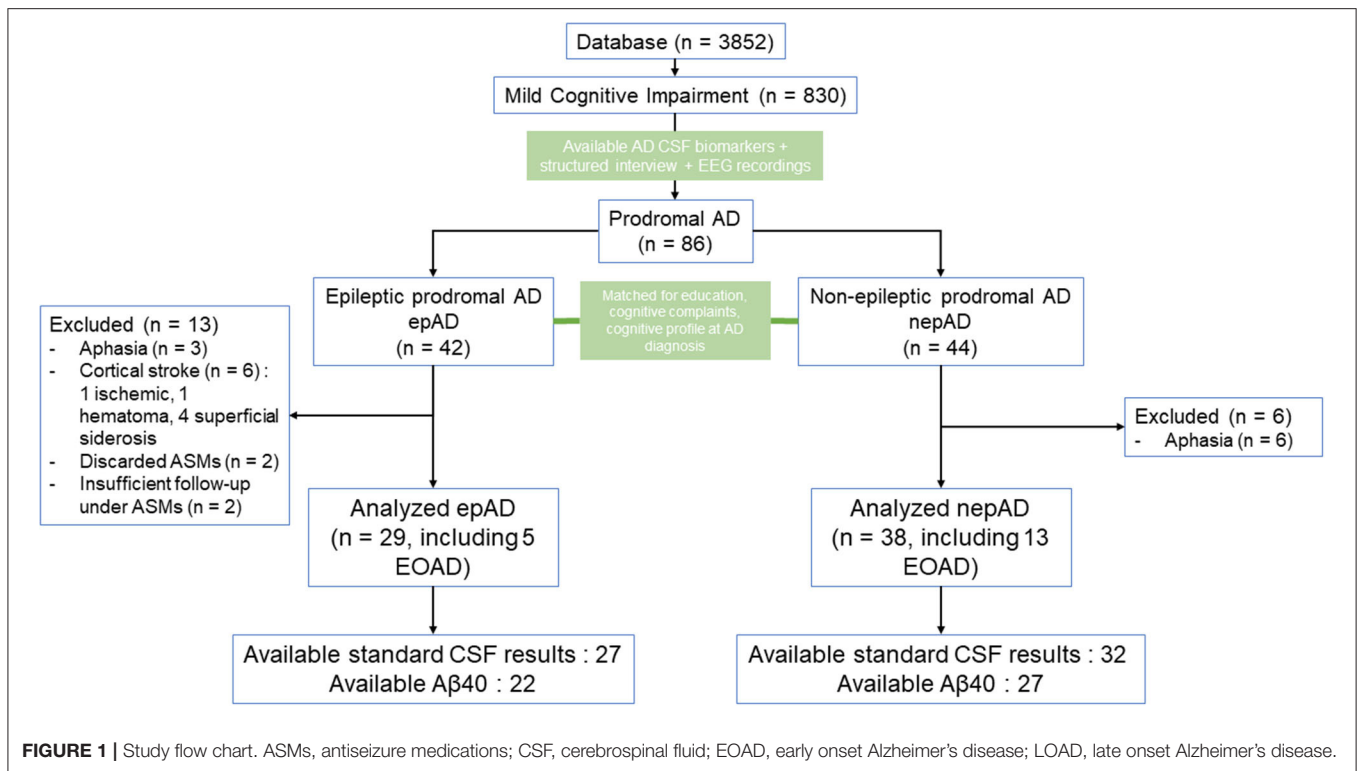 Database (n = 3852)
Mild Cognitive Impairment (n = 830)
Available AD CSF biomarkers +
structured interview + EEG recordings
Prodromal AD
(n = 86)
Epileptic prodromal AD
epAD
(n = 42)
Matched for education,
cognitive complaints,
cognitive profile at AD
diagnosis
Non-epileptic prodromal AD
nepAD
(n = 44)
Excluded (n = 13)
- Aphasia (n = 3)
- Cortical stroke (n = 6) :
1 ischemic, 1
hematoma, 4 superficial
siderosis
- Discarded ASMs (n = 2)
- Insufficient follow-up
under ASMs (n = 2)
Excluded (n = 6)
- Aphasia (n = 6)
Analyzed epAD
(n = 29, including 5
EOAD)
Analyzed nepAD
(n = 38, including 13
EOAD)
Available standard CSF results : 27
Available Aβ40 : 22
Available standard CSF results : 32
Available Aβ40 : 27
FIGURE 1 | Study flow chart. ASMs, antiseizure medications; CSF, cerebrospinal fluid; EOAD, early onset Alzheimer's disease; LOAD, late onset Alzheimer's disease.